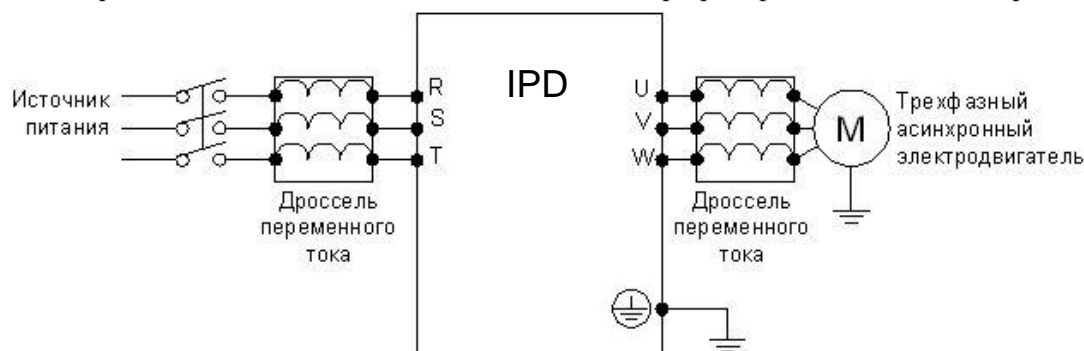 IPD
Источник
питания
R
S
T
U
V
W
M
Трехфазный
асинхронный
электродвигатель
Дроссель
переменного
тока
Дроссель
переменного
тока